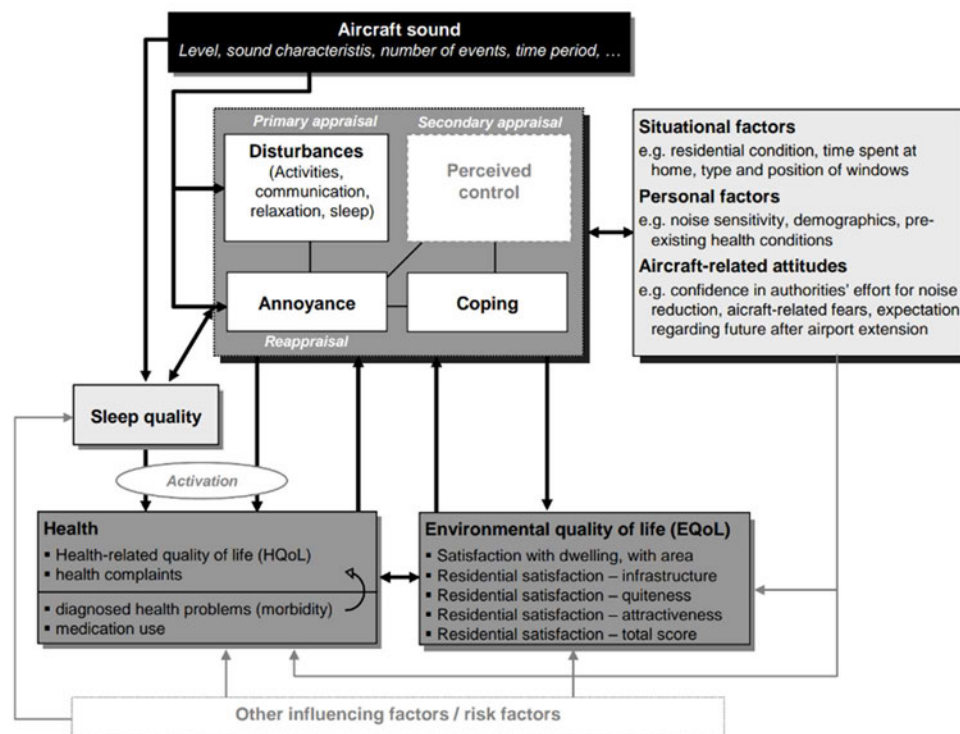 Aircraft sound
Level, sound characteristis, number of events, time period, ...
Primary appraisal
Disturbances
(Activities,
communication,
relaxation, sleep)
Secondary appraisal
Perceived
control
Annoyance
Coping
Reappraisal
Situational factors
e.g. residential condition, time spent at
home, type and position of windows
Personal factors
e.g. noise sensitivity, demographics, pre-
existing health conditions
Aircraft-related attitudes
e.g. confidence in authorities' effort for noise
reduction, aicraft-related fears, expectation
regarding future after airport extension
Sleep quality
Activation
Health
▪ Health-related quality of life (HQoL)
▪ health complaints
▪ diagnosed health problems (morbidity)
▪ medication use
Environmental quality of life (EQoL)
▪ Satisfaction with dwelling, with area
▪ Residential satisfaction – infrastructure
▪ Residential satisfaction – quiteness
▪ Residential satisfaction – attractiveness
▪ Residential satisfaction – total score
Other influencing factors / risk factors